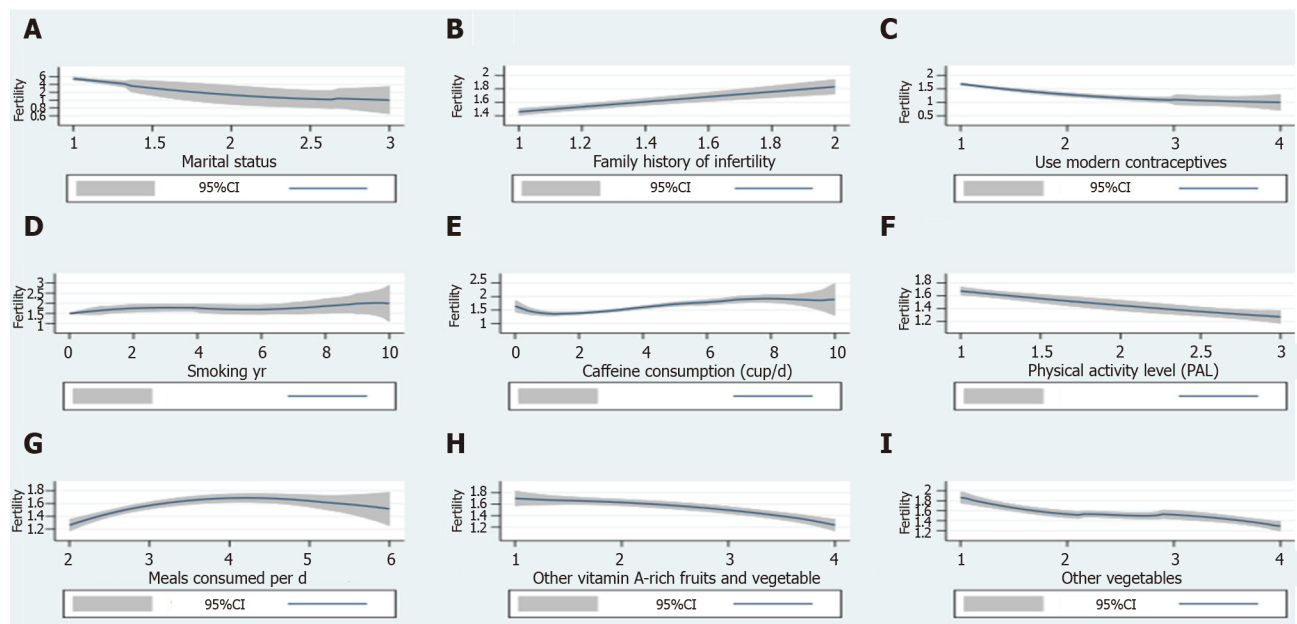 A
Fertility
6
0.8
0.6
1 1.5 2 2.5 3
Marital status
95%CI
B
Fertility
2
1.8
1.6
1.4
1 1.2 1.4 1.6 1.8 2
Family history of infertility
95%CI
C
Fertility
2
1.5
1
0.5
1 2 3 4
Use modern contraceptives
95%CI
D
Fertility
3
2.5
1.5
1
0 2 4 6 8 10
Smoking yr
E
Fertility
2.5
2
1.5
1
0 2 4 6 8 10
Caffeine consumption (cup/d)
F
Fertility
1.8
1.6
1.4
1.2
1 1.5 2 2.5 3
Physical activity level (PAL)
G
Fertility
1.8
1.6
1.4
1.2
2 3 4 5 6
Meals consumed per d
95%CI
H
Fertility
1.8
1.6
1.4
1.2
1 2 3 4
Other vitamin A-rich fruits and vegetable
95%CI
I
Fertility
2
1.8
1.6
1.4
1.2
1 2 3 4
Other vegetables
95%CI